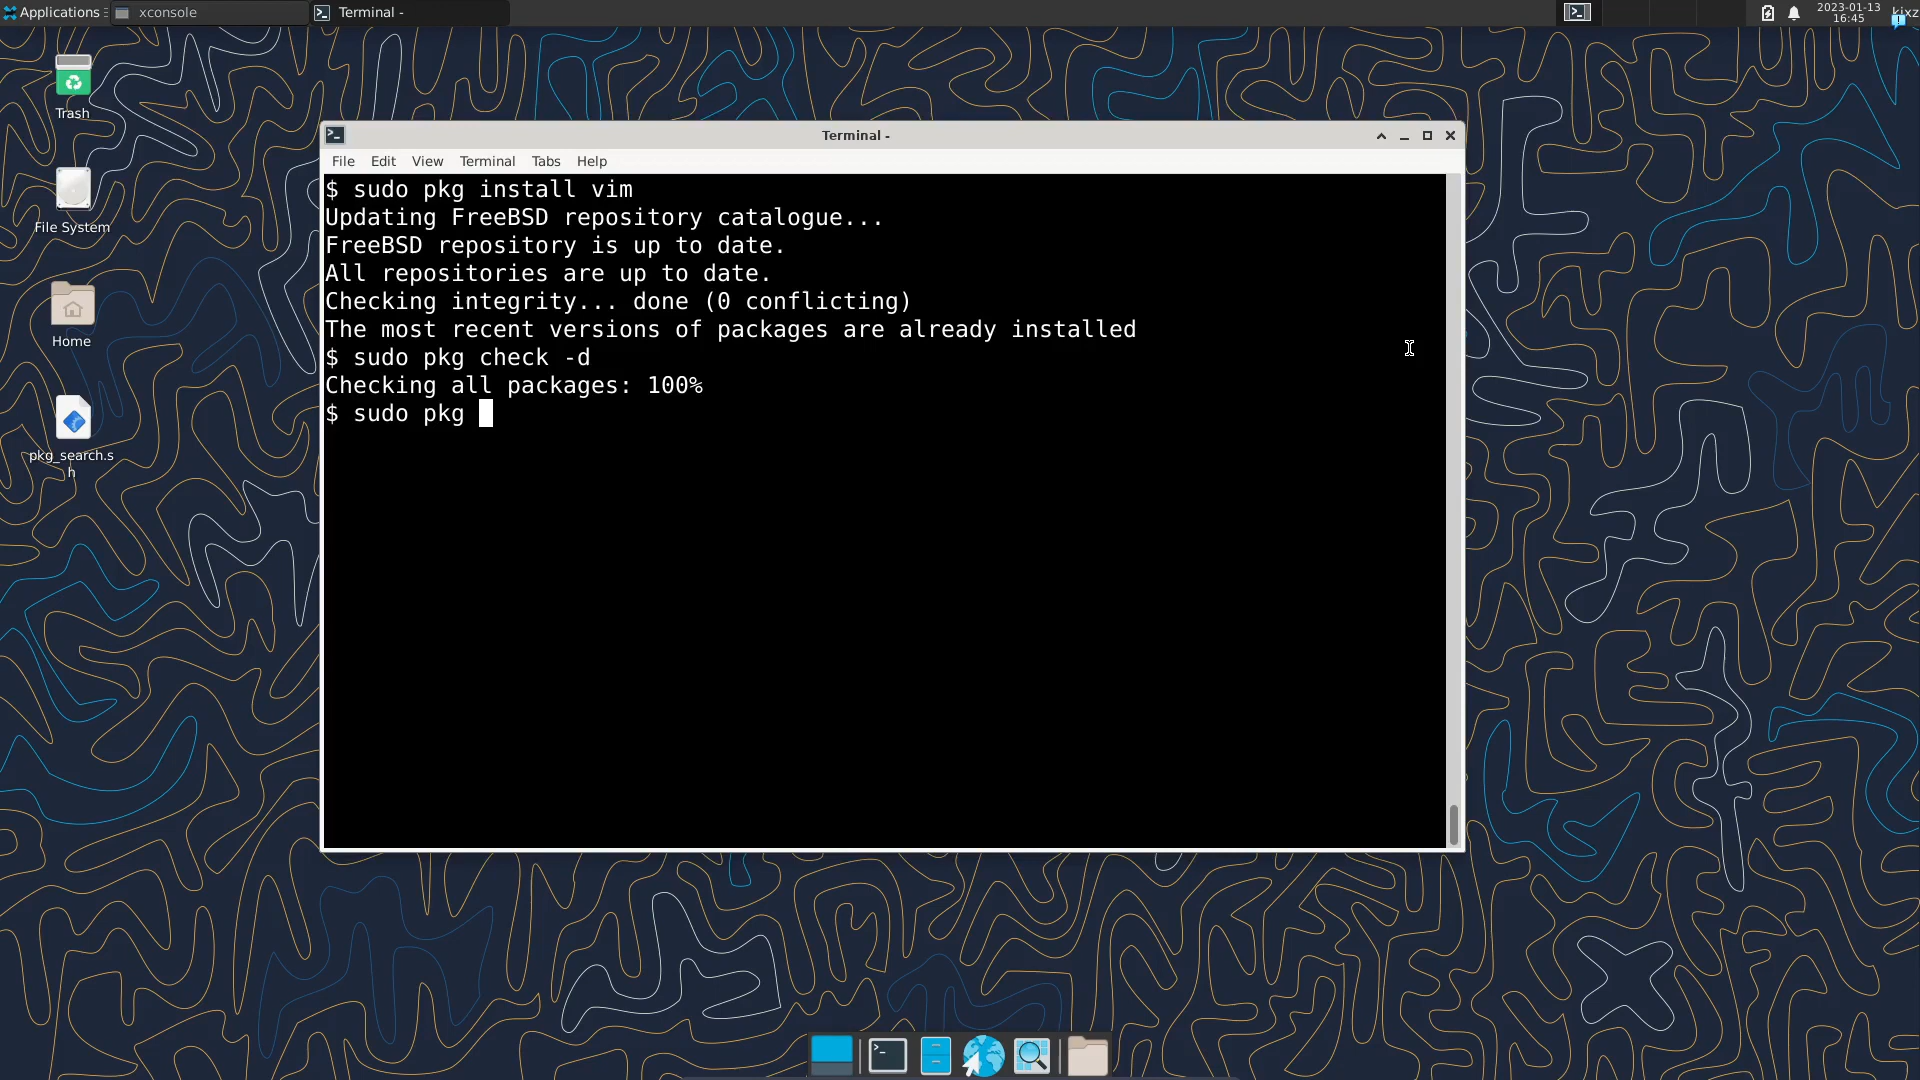 Applications
xconsole
Terminal -
2023-01-13
16:45
kixz
Trash
File System
Home
pkg_search.s
h
Terminal -
File Edit View Terminal Tabs Help
$ sudo pkg install vim
Updating FreeBSD repository catalogue...
FreeBSD repository is up to date.
All repositories are up to date.
Checking integrity... done (0 conflicting)
The most recent versions of packages are already installed
$ sudo pkg check -d
Checking all packages: 100%
$ sudo pkg